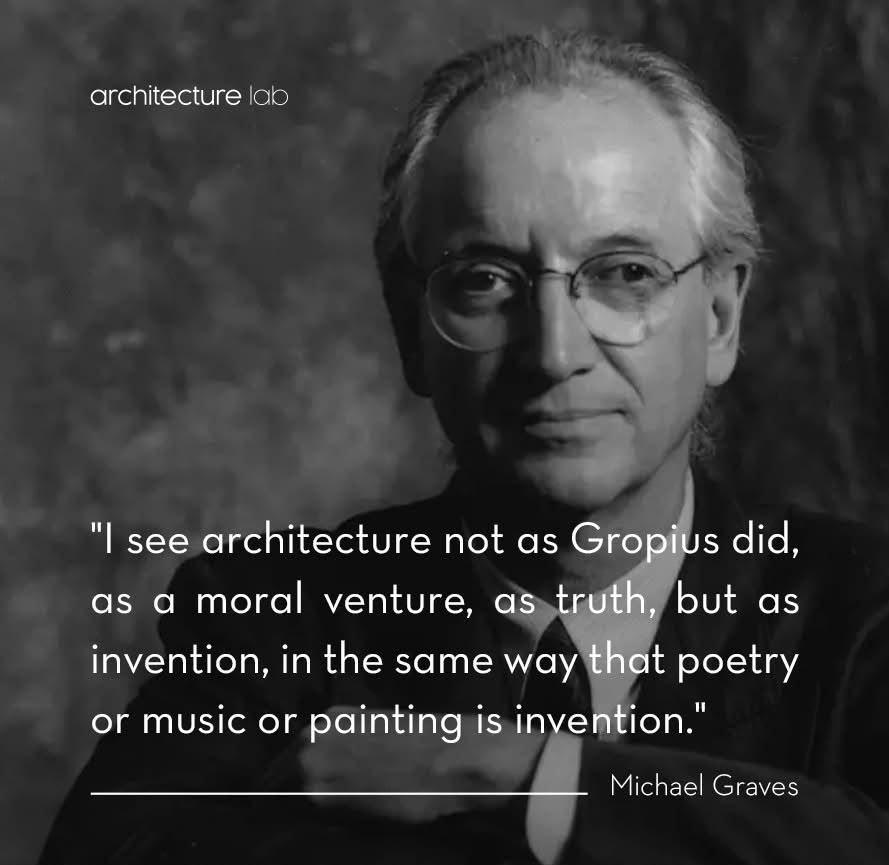 architecture lab
"I see architecture not as Gropius did,
as a moral venture, as truth, but as
invention, in the same way that poetry
or music or painting is invention."
Michael Graves